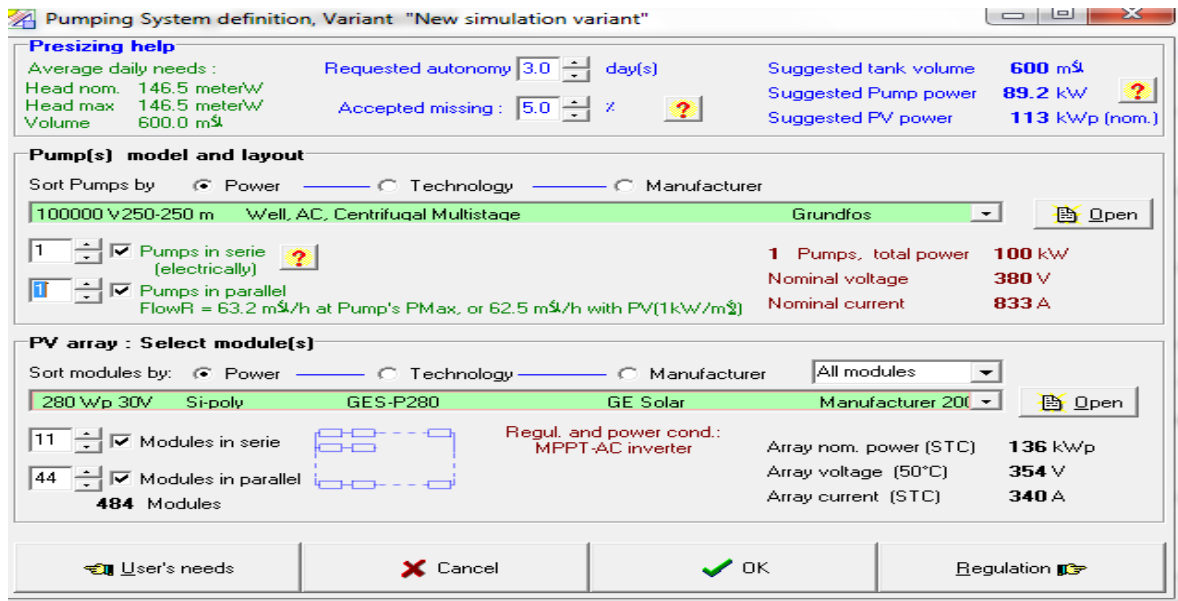 Pumping System definition, Variant "New simulation variant"
Presizing help
Average daily needs :
Head nom. 146.5 meterW
Head max 146.5 meterW
Volume 600.0 m
Requested autonomy 3.0 day(s)
Accepted missing : 5.0 % ?
Suggested tank volume 600 m
Suggested Pump power 89.2 kW ?
Suggested PV power 113 kWp (nom.)
Pump(s) model and layout
Sort Pumps by Power Technology Manufacturer
100000 V250-250 m Well, AC, Centrifugal Multistage Grundfos Open
1 Pumps in serie ?
(electrically)
1 Pumps in parallel
FlowR = 63.2 m/h at Pump's PMax, or 62.5 m/h with PV(1kW/m)
1 Pumps, total power 100 kW
Nominal voltage 380 V
Nominal current 833 A
PV array : Select module(s)
Sort modules by: Power Technology Manufacturer All modules
280 Wp 30V Si-poly GES-P280 GE Solar Manufacturer 200 Open
11 Modules in serie
44 Modules in parallel
484 Modules
Regul. and power cond.:
MPPT-AC inverter
Array nom. power (STC) 136 kWp
Array voltage (50°C) 354 V
Array current (STC) 340 A
User's needs Cancel OK Regulation